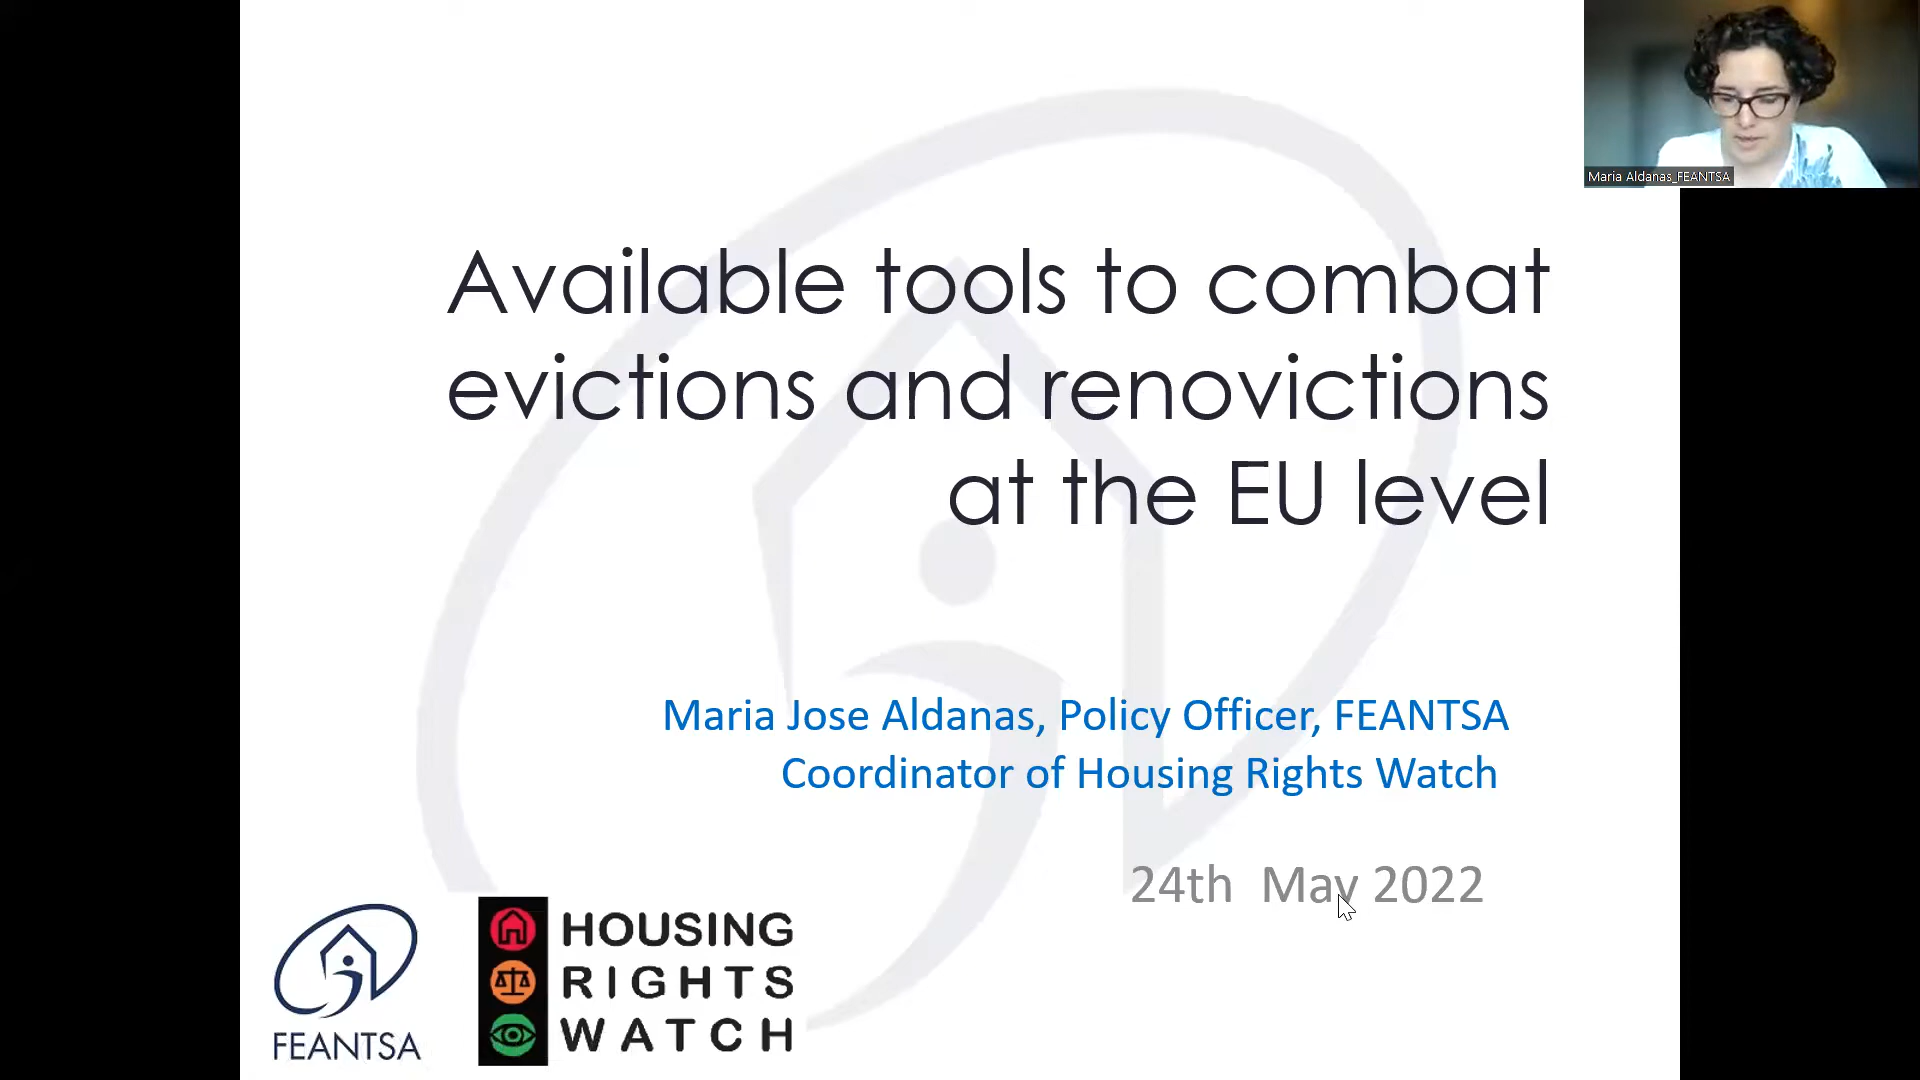 Maria Aldanas_FEANTSA
Available tools to combat
evictions and renovictions
at the EU level
Maria Jose Aldanas, Policy Officer, FEANTSA
Coordinator of Housing Rights Watch
24th May 2022
FEANTSA
HOUSING
RIGHTS
WATCH